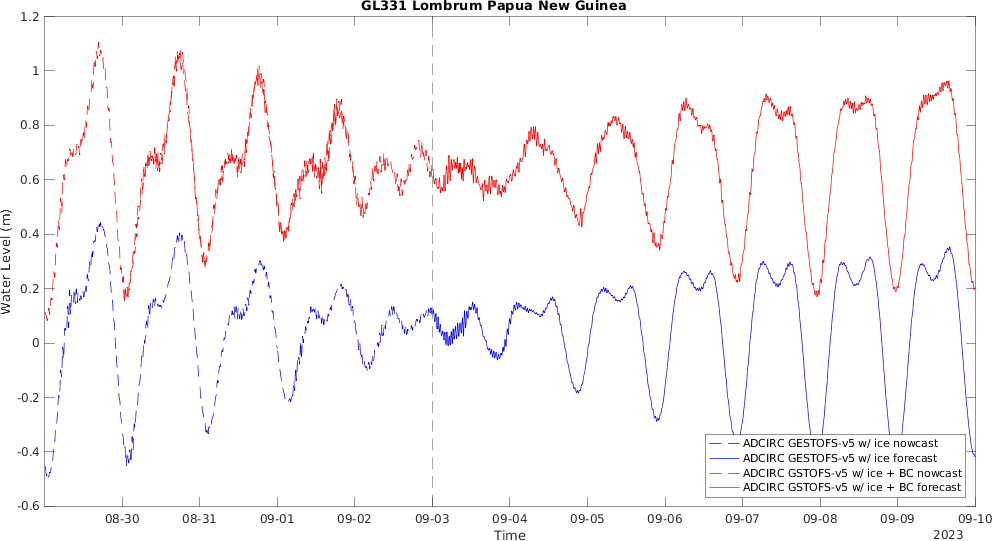 GL331 Lombrum Papua New Guinea
1.2
1
0.8
0.6
0.4
0.2
0
-0.2
-0.4
-0.6
Water Level (m)
ADCIRC GESTOFS-v5 w/ ice nowcast
ADCIRC GESTOFS-v5 w/ ice forecast
ADCIRC GSTOFS-v5 w/ ice + BC nowcast
ADCIRC GSTOFS-v5 w/ ice + BC forecast
08-30 08-31 09-01 09-02 09-03 09-04 09-05 09-06 09-07 09-08 09-09 09-10
Time
2023